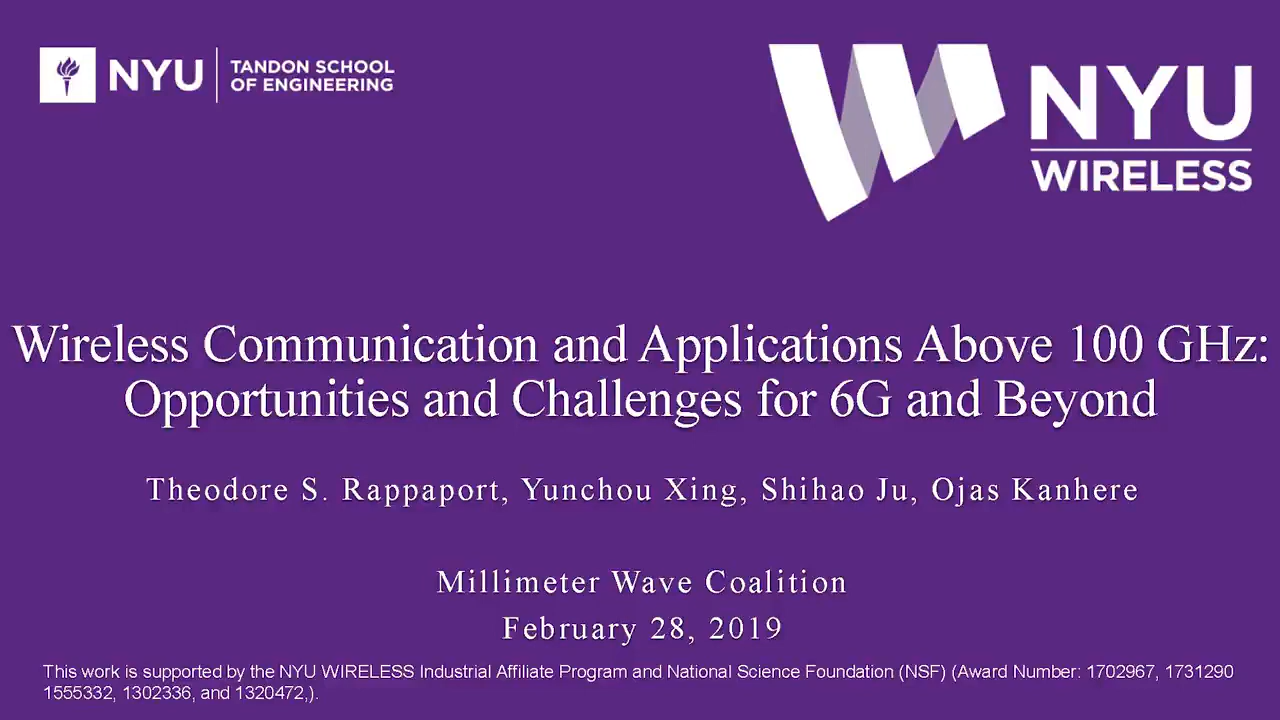 NYU
TANDON SCHOOL
OF ENGINEERING
NYU
WIRELESS
Wireless Communication and Applications Above 100 GHz:
Opportunities and Challenges for 6G and Beyond
Theodore S. Rappaport, Yunchou Xing, Shihao Ju, Ojas Kanhere
Millimeter Wave Coalition
February 28, 2019
This work is supported by the NYU WIRELESS Industrial Affiliate Program and National Science Foundation (NSF) (Award Number: 1702967, 1731290
1555332, 1302336, and 1320472,).